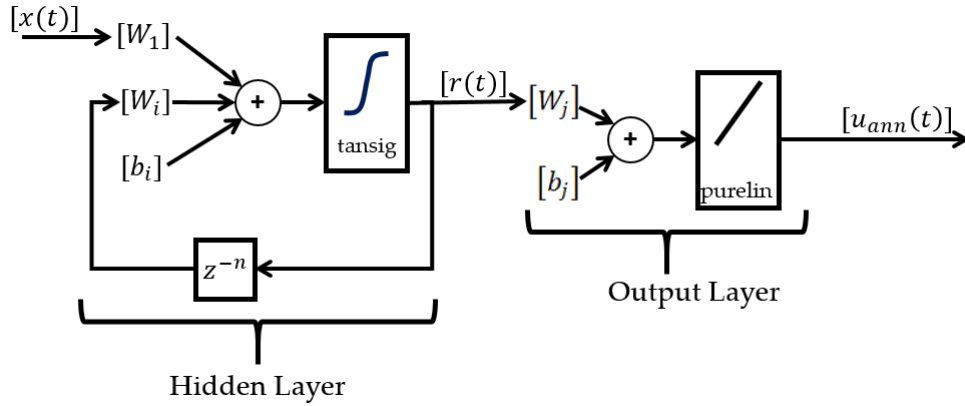 [x(t)]
[W₁]
[Wᵢ]
[bᵢ]
+
tansig
[r(t)]
z⁻ⁿ
Hidden Layer
[Wⱼ]
[bⱼ]
+
purelin
[uₐₙₙ(t)]
Output Layer